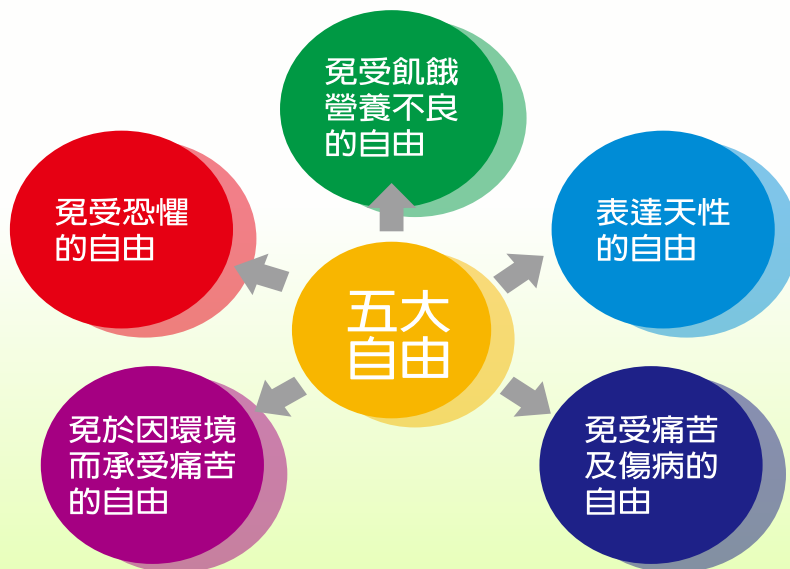 免受飢餓
營養不良
的自由
免受恐懼
的自由
表達天性
的自由
五大
自由
免於因環境
而承受痛苦
的自由
免受痛苦
及傷病的
自由